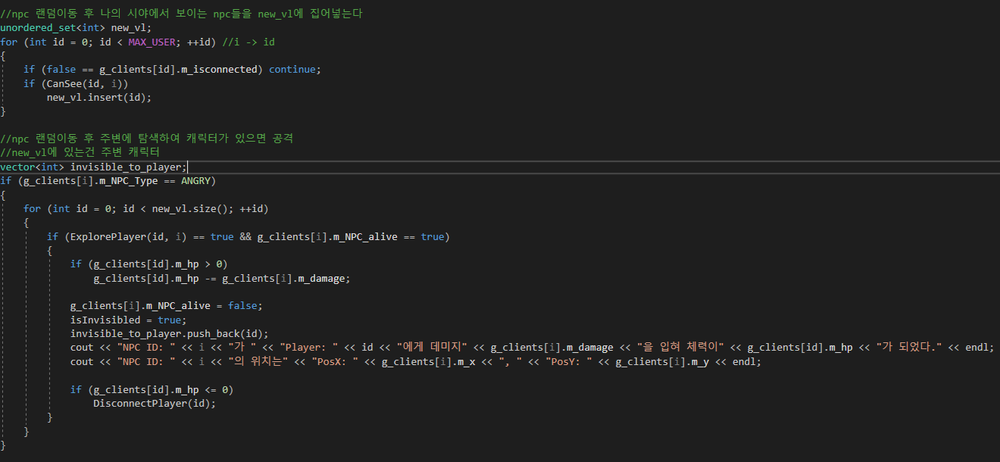 //npc 랜덤이동 후 나의 시야에서 보이는 npc들을 new_vl에 집어넣는다
unordered_set<int> new_vl;
for (int id = 0; id < MAX_USER; ++id) //i -> id
{
    if (false == g_clients[id].m_isconnected) continue;
    if (CanSee(id, i))
        new_vl.insert(id);
}

//npc 랜덤이동 후 주변에 탐색하여 캐릭터가 있으면 공격
//new_vl에 있는건 주변 캐릭터
vector<int> invisible_to_player;
if (g_clients[i].m_NPC_Type == ANGRY)
{
    for (int id = 0; id < new_vl.size(); ++id)
    {
        if (ExplorePlayer(id, i) == true && g_clients[i].m_NPC_alive == true)
        {
            if (g_clients[id].m_hp > 0)
                g_clients[id].m_hp -= g_clients[i].m_damage;

            g_clients[i].m_NPC_alive = false;
            isInvisibled = true;
            invisible_to_player.push_back(id);
            cout << "NPC ID: " << i << "가 " << "Player: " << id << "에게 데미지" << g_clients[i].m_damage << "을 입혀 체력이" << g_clients[id].m_hp << "가 되었다." << endl;
            cout << "NPC ID: " << i << "의 위치는" << "PosX: " << g_clients[i].m_x << ", " << "PosY: " << g_clients[i].m_y << endl;

            if (g_clients[id].m_hp <= 0)
                DisconnectPlayer(id);
        }
    }
}